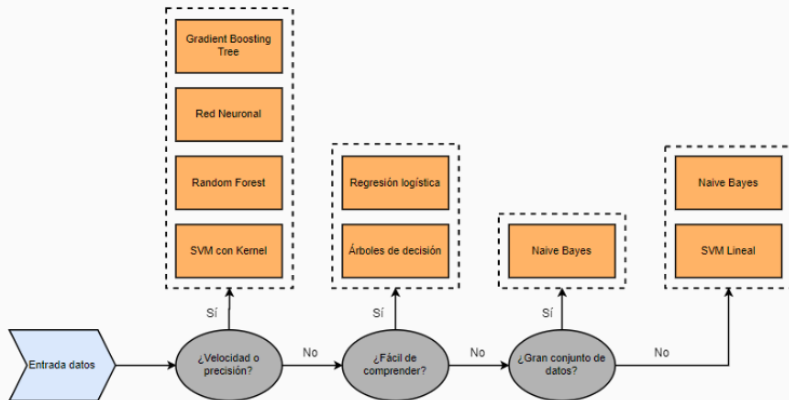 Gradient Boosting
Tree
Red Neuronal
Random Forest
SVM con Kernel
Regresión logística
Árboles de decisión
Naive Bayes
Naive Bayes
SVM Lineal
Sí
Sí
Sí
Entrada datos
¿Velocidad o
precisión?
No
¿Fácil de
comprender?
No
¿Gran conjunto de
datos?
No